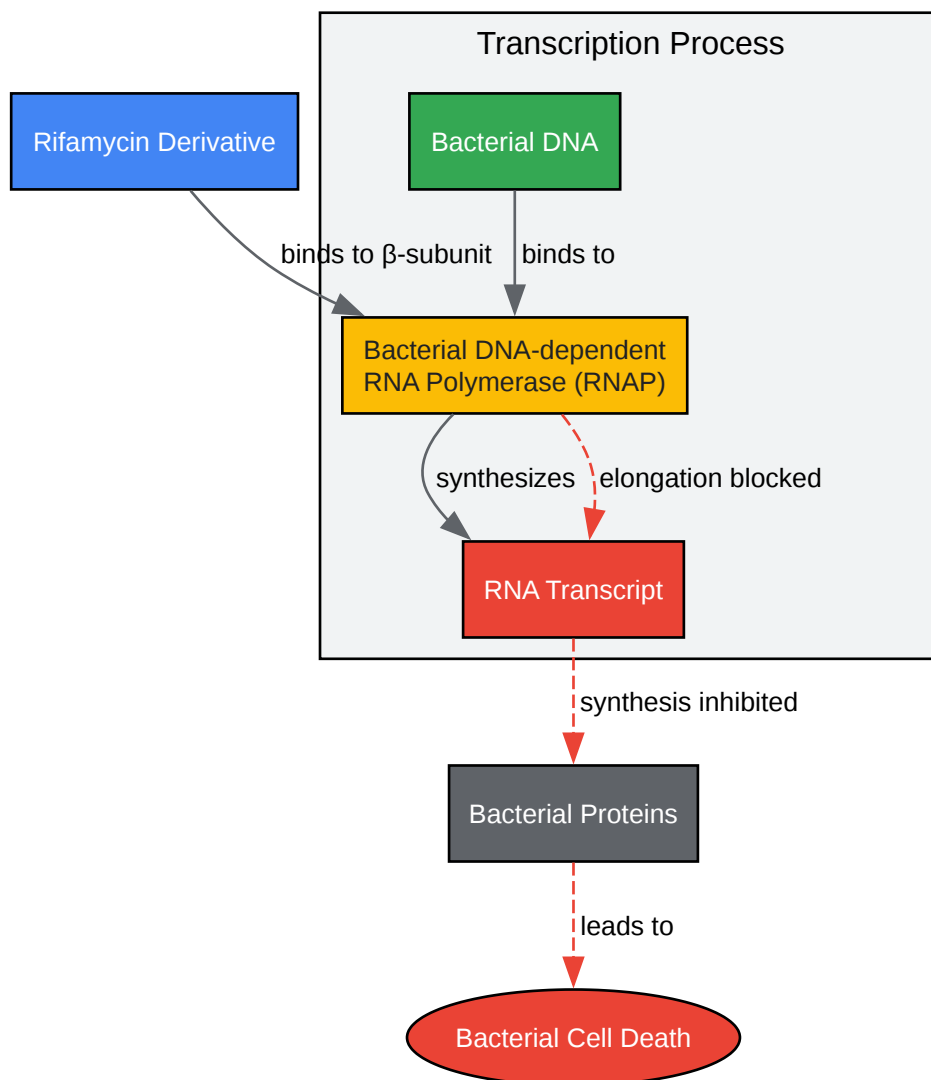 Transcription Process
Rifamycin Derivative
Bacterial DNA
binds to β-subunit
binds to
Bacterial DNA-dependent
RNA Polymerase (RNAP)
synthesizes
elongation blocked
RNA Transcript
synthesis inhibited
Bacterial Proteins
leads to
Bacterial Cell Death